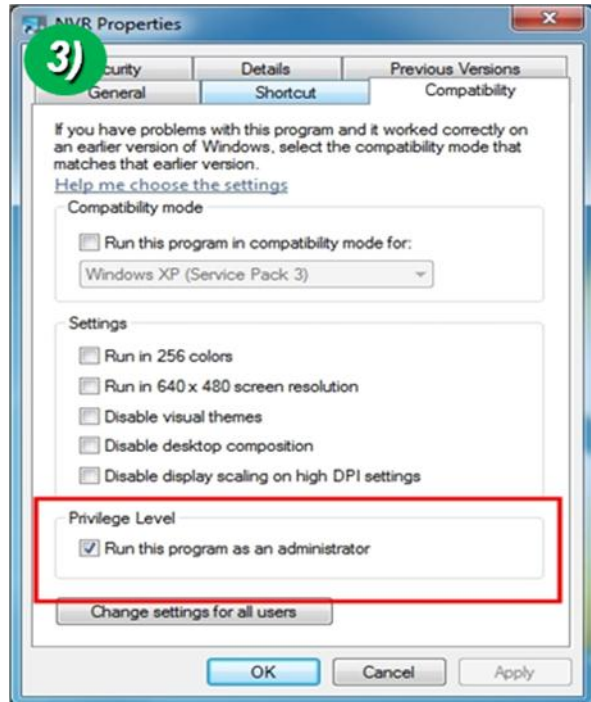 NVR Properties
3)
curity Details Previous Versions
General Shortcut Compatibility
If you have problems with this program and it worked correctly on
an earlier version of Windows, select the compatibility mode that
matches that earlier version.
Help me choose the settings
Compatibility mode
Run this program in compatibility mode for:
Windows XP (Service Pack 3)
Settings
Run in 256 colors
Run in 640 x 480 screen resolution
Disable visual themes
Disable desktop composition
Disable display scaling on high DPI settings
Privilege Level
Run this program as an administrator
Change settings for all users
OK Cancel Apply